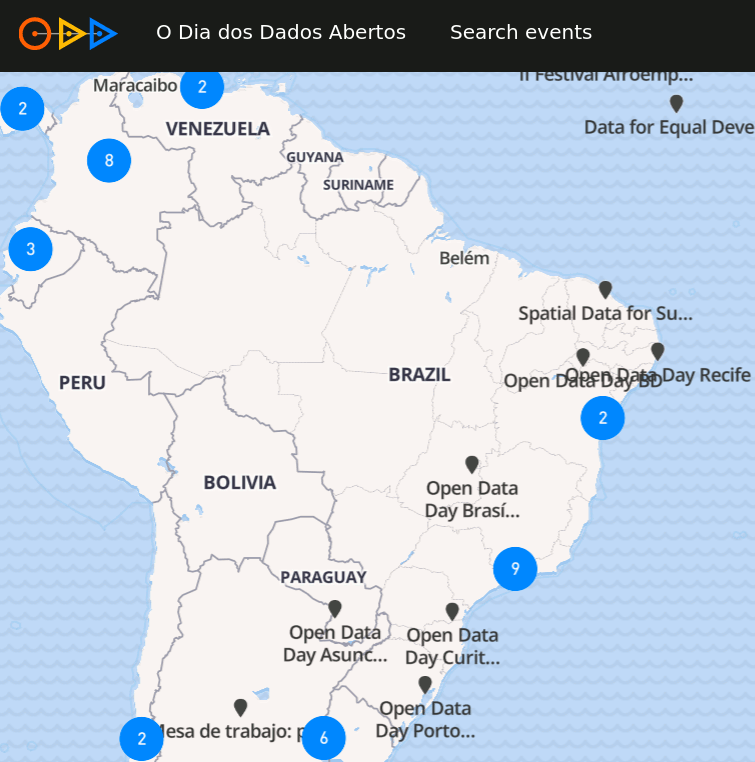 O Dia dos Dados Abertos
Search events
II Festival Afroemp...
Maracaibo
2
2
Data for Equal Deve
VENEZUELA
8
GUYANA
SURINAME
3
Belém
Spatial Data for Su...
PERU
BRAZIL
Open Data Day Recife
Open Data Day BD
2
BOLIVIA
Open Data
Day Brasí...
9
PARAGUAY
Open Data
Day Asunc...
Open Data
Day Curit...
Open Data
Day Porto...
2
Mesa de trabajo: p
6